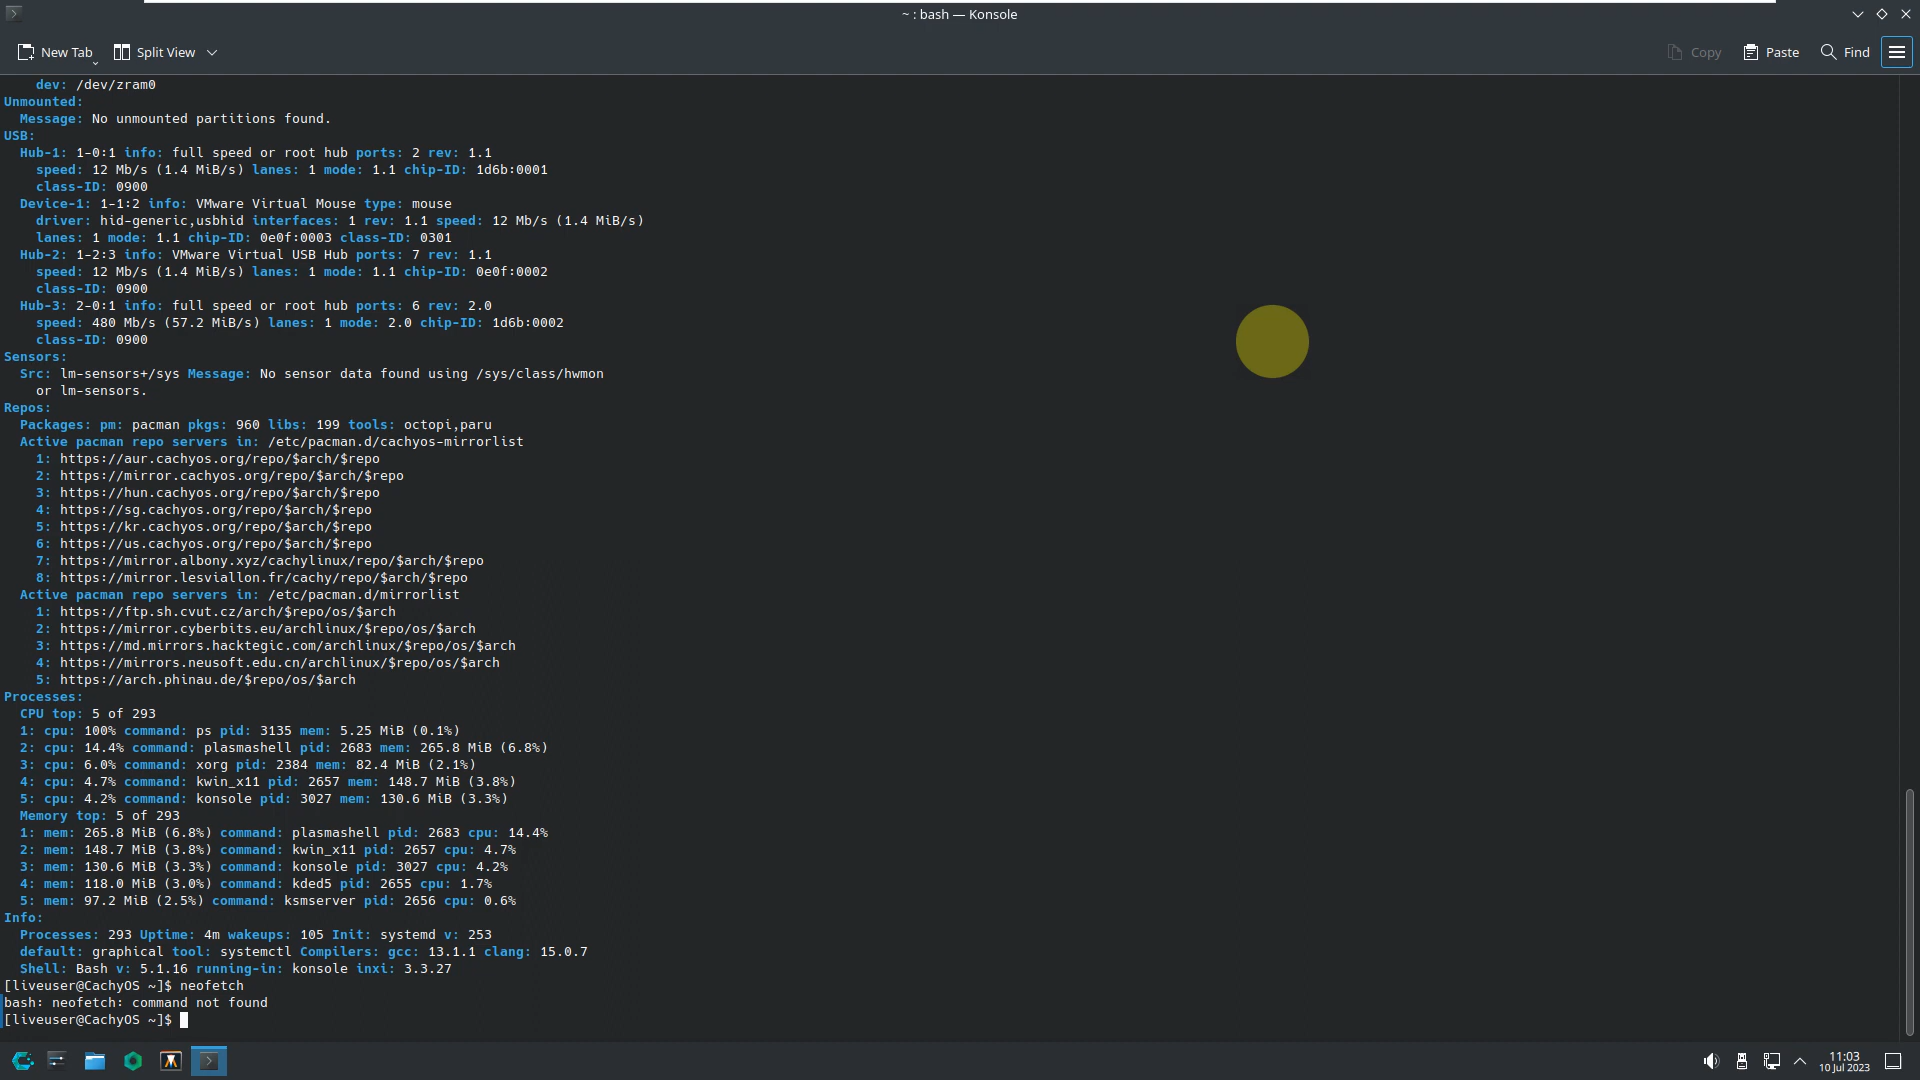 ~ : bash — Konsole
New Tab
Split View
Copy
Paste
Find
dev: /dev/zram0
Unmounted:
Message: No unmounted partitions found.
USB:
Hub-1: 1-0:1 info: full speed or root hub ports: 2 rev: 1.1
speed: 12 Mb/s (1.4 MiB/s) lanes: 1 mode: 1.1 chip-ID: 1d6b:0001
class-ID: 0900
Device-1: 1-1:2 info: VMware Virtual Mouse type: mouse
driver: hid-generic,usbhid interfaces: 1 rev: 1.1 speed: 12 Mb/s (1.4 MiB/s)
lanes: 1 mode: 1.1 chip-ID: 0e0f:0003 class-ID: 0301
Hub-2: 1-2:3 info: VMware Virtual USB Hub ports: 7 rev: 1.1
speed: 12 Mb/s (1.4 MiB/s) lanes: 1 mode: 1.1 chip-ID: 0e0f:0002
class-ID: 0900
Hub-3: 2-0:1 info: full speed or root hub ports: 6 rev: 2.0
speed: 480 Mb/s (57.2 MiB/s) lanes: 1 mode: 2.0 chip-ID: 1d6b:0002
class-ID: 0900
Sensors:
Src: lm-sensors+/sys Message: No sensor data found using /sys/class/hwmon
or lm-sensors.
Repos:
Packages: pm: pacman pkgs: 960 libs: 199 tools: octopi,paru
Active pacman repo servers in: /etc/pacman.d/cachyos-mirrorlist
1: https://aur.cachyos.org/repo/$arch/$repo
2: https://mirror.cachyos.org/repo/$arch/$repo
3: https://hun.cachyos.org/repo/$arch/$repo
4: https://sg.cachyos.org/repo/$arch/$repo
5: https://kr.cachyos.org/repo/$arch/$repo
6: https://us.cachyos.org/repo/$arch/$repo
7: https://mirror.albony.xyz/cachylinux/repo/$arch/$repo
8: https://mirror.lesviallon.fr/cachy/repo/$arch/$repo
Active pacman repo servers in: /etc/pacman.d/mirrorlist
1: https://ftp.sh.cvut.cz/arch/$repo/os/$arch
2: https://mirror.cyberbits.eu/archlinux/$repo/os/$arch
3: https://md.mirrors.hacktegic.com/archlinux/$repo/os/$arch
4: https://mirrors.neusoft.edu.cn/archlinux/$repo/os/$arch
5: https://arch.phinau.de/$repo/os/$arch
Processes:
CPU top: 5 of 293
1: cpu: 100% command: ps pid: 3135 mem: 5.25 MiB (0.1%)
2: cpu: 14.4% command: plasmashell pid: 2683 mem: 265.8 MiB (6.8%)
3: cpu: 6.0% command: xorg pid: 2384 mem: 82.4 MiB (2.1%)
4: cpu: 4.7% command: kwin_x11 pid: 2657 mem: 148.7 MiB (3.8%)
5: cpu: 4.2% command: konsole pid: 3027 mem: 130.6 MiB (3.3%)
Memory top: 5 of 293
1: mem: 265.8 MiB (6.8%) command: plasmashell pid: 2683 cpu: 14.4%
2: mem: 148.7 MiB (3.8%) command: kwin_x11 pid: 2657 cpu: 4.7%
3: mem: 130.6 MiB (3.3%) command: konsole pid: 3027 cpu: 4.2%
4: mem: 118.0 MiB (3.0%) command: kded5 pid: 2655 cpu: 1.7%
5: mem: 97.2 MiB (2.5%) command: ksmserver pid: 2656 cpu: 0.6%
Info:
Processes: 293 Uptime: 4m wakeups: 105 Init: systemd v: 253
default: graphical tool: systemctl Compilers: gcc: 13.1.1 clang: 15.0.7
Shell: Bash v: 5.1.16 running-in: konsole inxi: 3.3.27
[liveuser@CachyOS ~]$ neofetch
bash: neofetch: command not found
[liveuser@CachyOS ~]$
11:03
10 Jul 2023